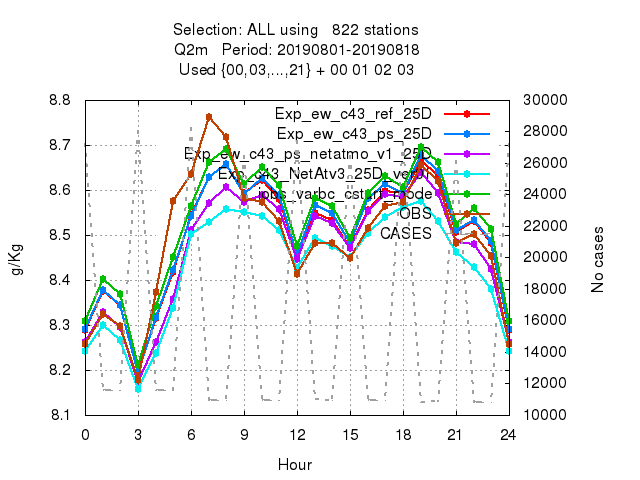 Selection: ALL using   822 stations
Q2m   Period: 20190801-20190818
Used {00,03,...,21} + 00 01 02 03
8.8 30000
Exp_ew_c43_ref_25D
Exp_ew_c43_ps_25D
8.7 28000
Exp_ew_c43_ps_netatmo_v1_25D
26000
Exp_c43_NetAtv3_25D
8.6 24000
OBS
22000
8.5 CASES 20000
g/Kg
No cases
8.4 18000
8.3 16000
14000
8.2 12000
8.1 10000
0 3 6 9 12 15 18 21 24
Hour